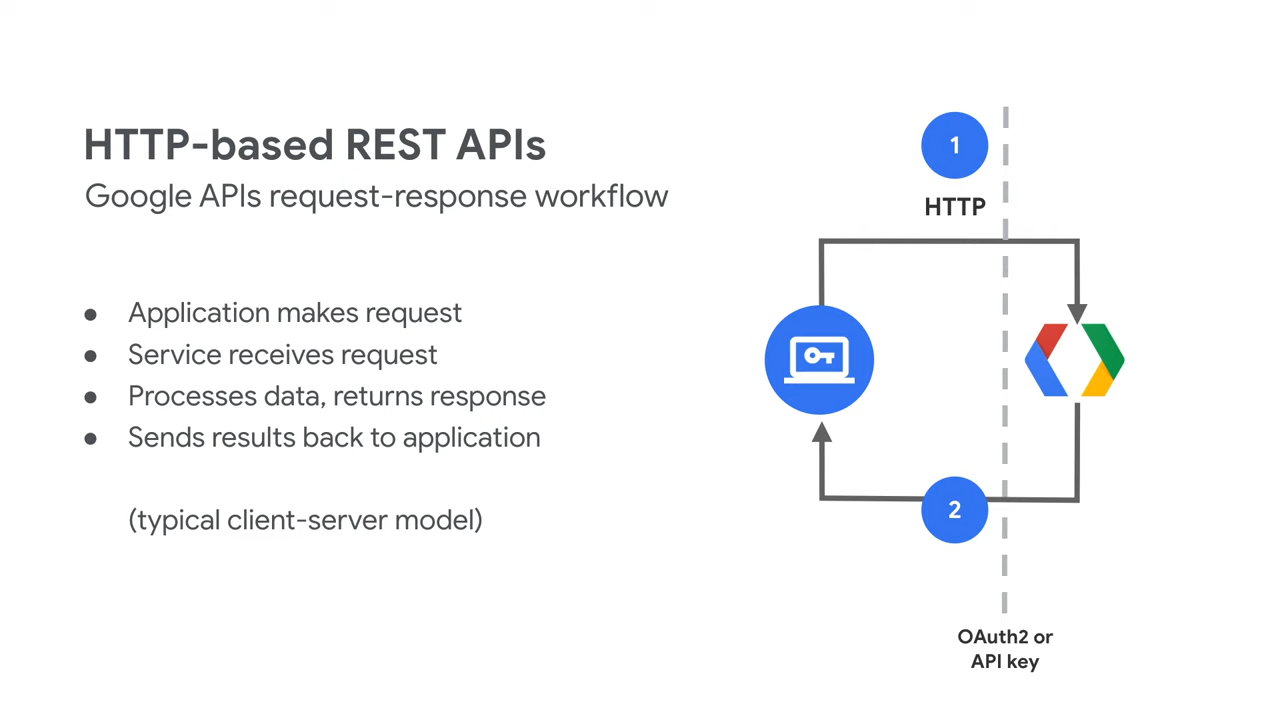 HTTP-based REST APIs
Google APIs request-response workflow
● Application makes request
● Service receives request
● Processes data, returns response
● Sends results back to application
(typical client-server model)
1
HTTP
2
OAuth2 or
API key